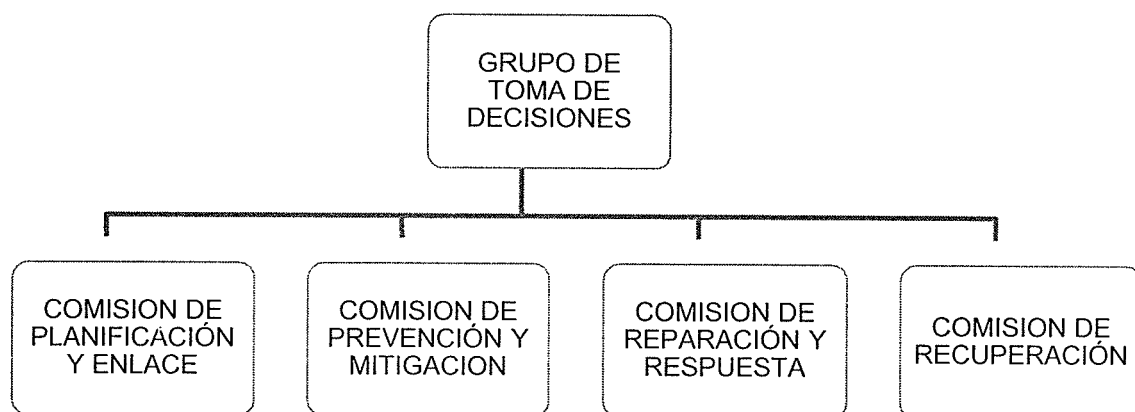 GRUPO DE
TOMA DE
DECISIONES
COMISION DE
PLANIFICACIÓN
Y ENLACE
COMISION DE
PREVENCIÓN Y
MITIGACION
COMISION DE
REPARACIÓN Y
RESPUESTA
COMISION DE
RECUPERACIÓN